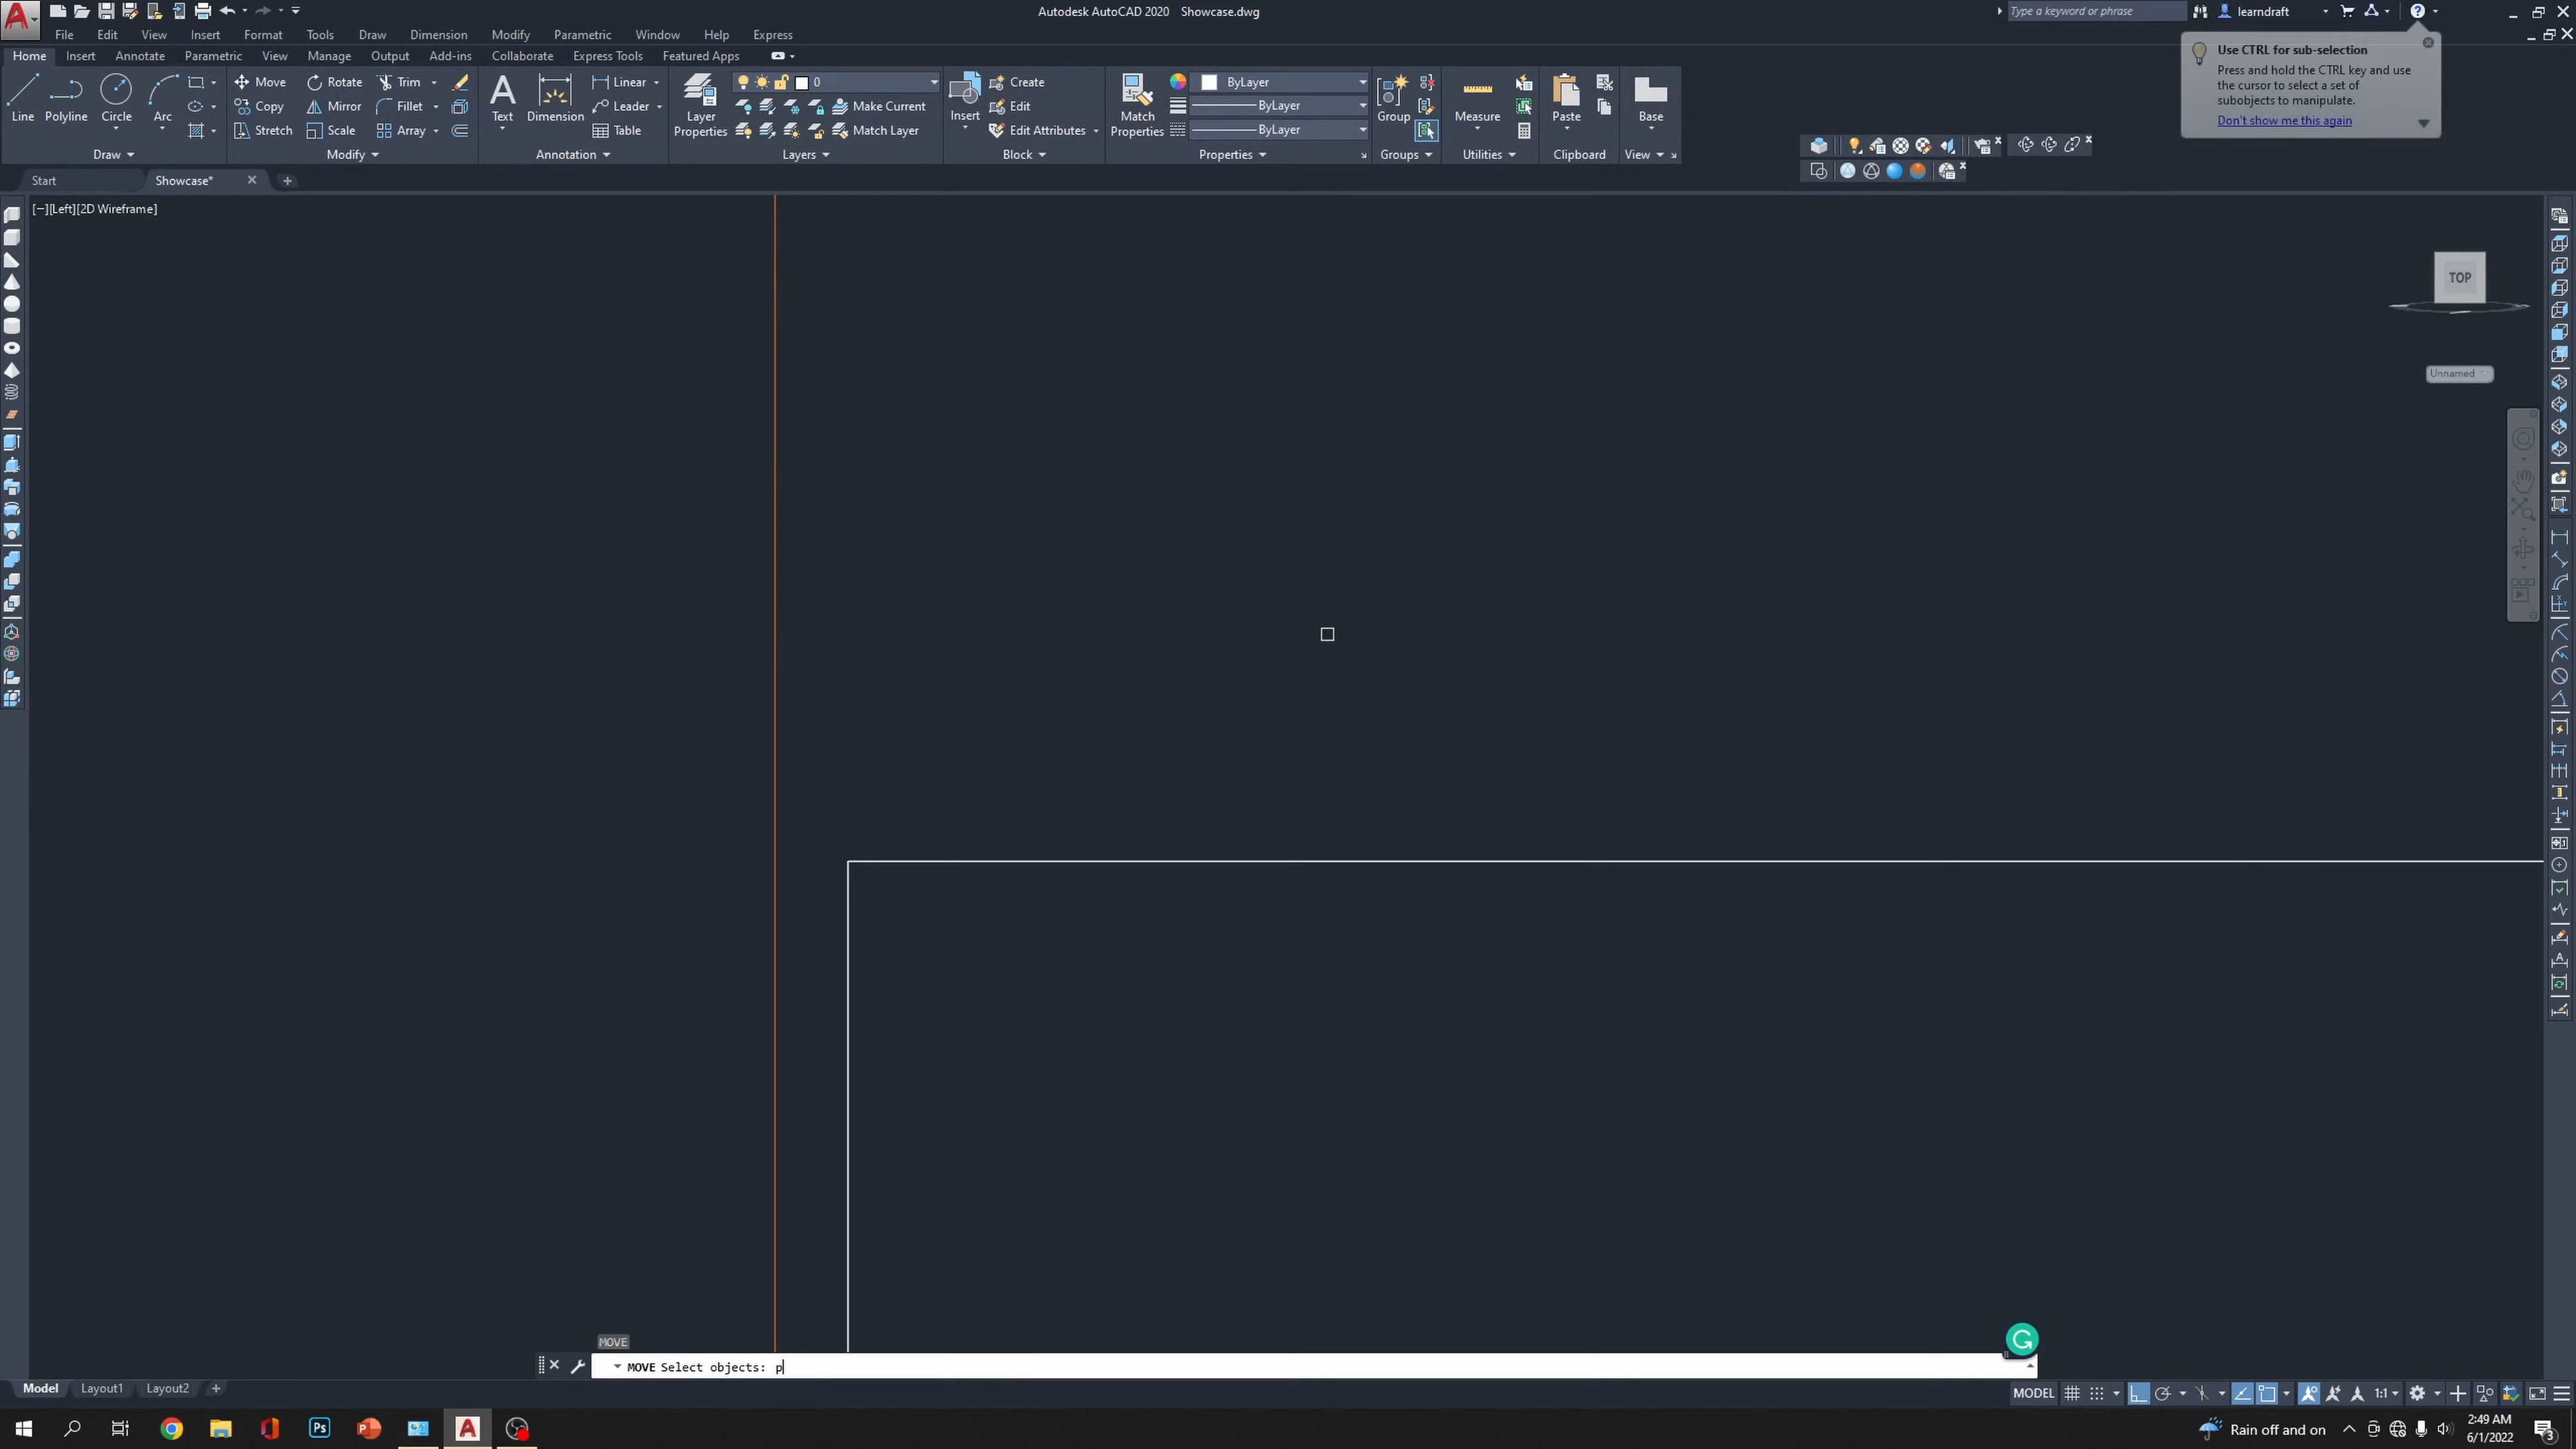 Autodesk AutoCAD 2020 Showcase.dwg
Type a keyword or phrase
learndraft
File Edit View Insert Format Tools Draw Dimension Modify Parametric Window Help Express
Home Insert Annotate Parametric View Manage Output Add-ins Collaborate Express Tools Featured Apps
Use CTRL for sub-selection
Press and hold the CTRL key and use
the cursor to select a set of
subobjects to manipulate.
Don't show me this again
Line Polyline Circle Arc
Move Rotate Trim
Copy Mirror Fillet
Stretch Scale Array
Text Dimension
Linear
Leader
Table
Layer
Properties
0
Make Current
Match Layer
Insert
Create
Edit
Edit Attributes
Match
Properties
ByLayer
ByLayer
ByLayer
Group
Measure
Paste
Base
Draw Modify Annotation Layers Block Properties Groups Utilities Clipboard View
Start Showcase*
[−][Left][2D Wireframe]
TOP
Unnamed
MOVE
MOVE Select objects: p
Model Layout1 Layout2
MODEL
1:1
Ps
Rain off and on
2:49 AM
6/1/2022
3